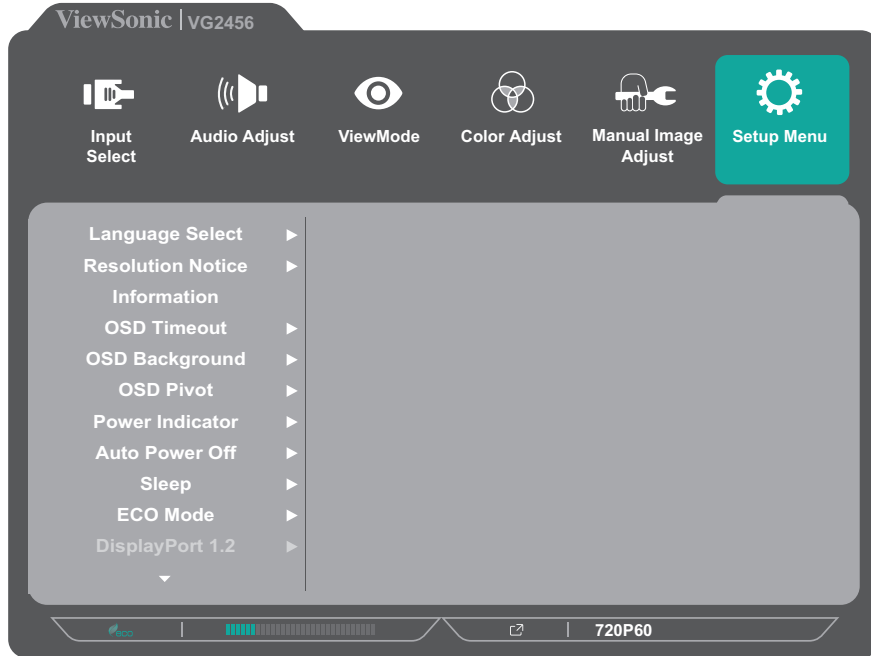 ViewSonic | VG2456
Input Select
Audio Adjust
ViewMode
Color Adjust
Manual Image Adjust
Setup Menu
Language Select
Resolution Notice
Information
OSD Timeout
OSD Background
OSD Pivot
Power Indicator
Auto Power Off
Sleep
ECO Mode
DisplayPort 1.2
eco
720P60